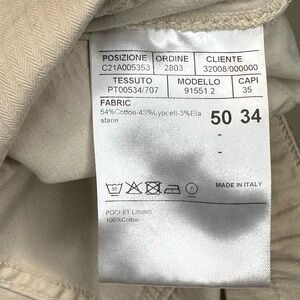 POSIZIONE ORDINE CLIENTE
C21A005353 2803 32008/000000
TESSUTO MODELLO CAPI
PT00534/707 91551 2 35
FABRIC
54%Cotton-43%Lyocell-3%Ela
stane
50 34
-
-
MADE IN ITALY
POCKET LINING
100%Cotton